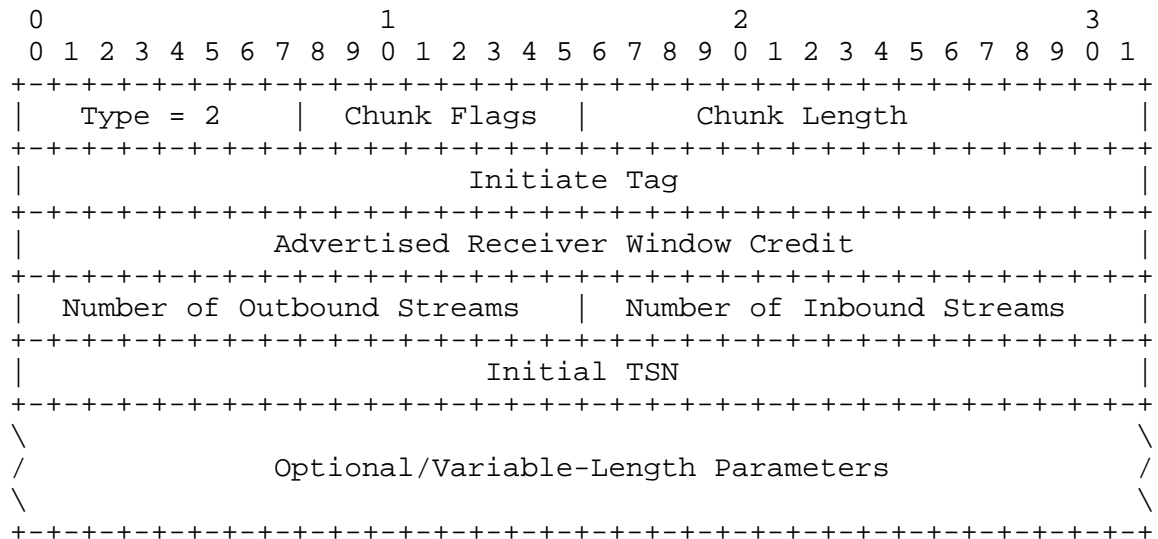 0                   1                   2                   3
 0 1 2 3 4 5 6 7 8 9 0 1 2 3 4 5 6 7 8 9 0 1 2 3 4 5 6 7 8 9 0 1
+-+-+-+-+-+-+-+-+-+-+-+-+-+-+-+-+-+-+-+-+-+-+-+-+-+-+-+-+-+-+-+-+
|   Type = 2    |  Chunk Flags  |      Chunk Length             |
+-+-+-+-+-+-+-+-+-+-+-+-+-+-+-+-+-+-+-+-+-+-+-+-+-+-+-+-+-+-+-+-+
|                         Initiate Tag                          |
+-+-+-+-+-+-+-+-+-+-+-+-+-+-+-+-+-+-+-+-+-+-+-+-+-+-+-+-+-+-+-+-+
|              Advertised Receiver Window Credit                |
+-+-+-+-+-+-+-+-+-+-+-+-+-+-+-+-+-+-+-+-+-+-+-+-+-+-+-+-+-+-+-+-+
|  Number of Outbound Streams   |  Number of Inbound Streams    |
+-+-+-+-+-+-+-+-+-+-+-+-+-+-+-+-+-+-+-+-+-+-+-+-+-+-+-+-+-+-+-+-+
|                          Initial TSN                          |
+-+-+-+-+-+-+-+-+-+-+-+-+-+-+-+-+-+-+-+-+-+-+-+-+-+-+-+-+-+-+-+-+
\                                                               \
/              Optional/Variable-Length Parameters              /
\                                                               \
+-+-+-+-+-+-+-+-+-+-+-+-+-+-+-+-+-+-+-+-+-+-+-+-+-+-+-+-+-+-+-+-+